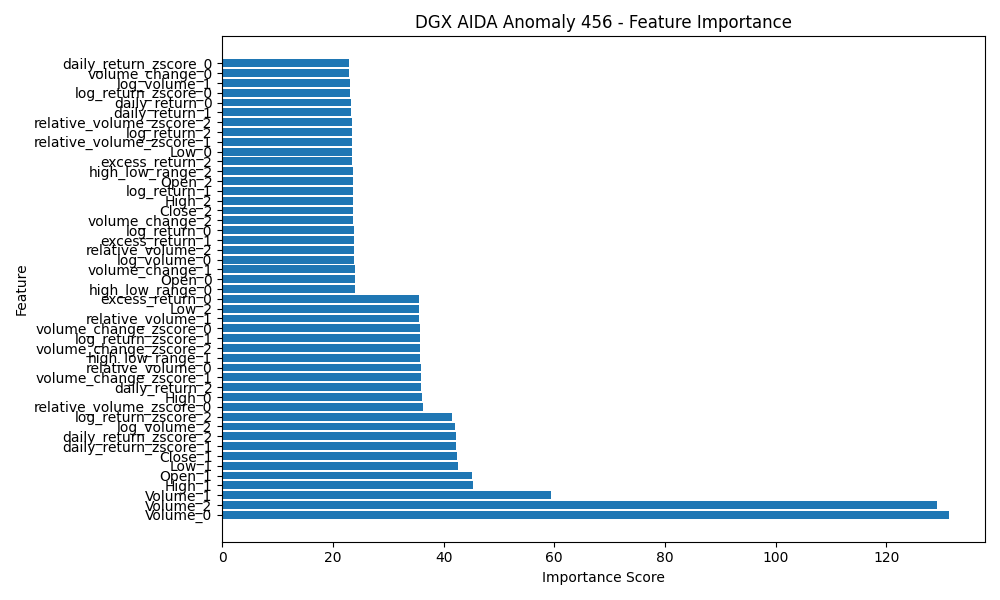 DGX AIDA Anomaly 456 - Feature Importance
daily_return_zscore_0
volume_change_0
log_volume_1
log_return_zscore_0
daily_return_0
daily_return_1
relative_volume_zscore_2
log_return_2
relative_volume_zscore_1
Low_0
excess_return_2
high_low_range_2
Open_2
log_return_1
High_2
Close_2
volume_change_2
log_return_0
excess_return_1
relative_volume_2
log_volume_0
volume_change_1
Open_0
high_low_range_0
excess_return_0
Low_2
relative_volume_1
volume_change_zscore_0
log_return_zscore_1
volume_change_zscore_2
high_low_range_1
relative_volume_0
volume_change_zscore_1
daily_return_2
High_0
relative_volume_zscore_0
log_return_zscore_2
log_volume_2
daily_return_zscore_2
daily_return_zscore_1
Close_1
Low_1
Open_1
High_1
Volume_1
Volume_2
Volume_0
Feature
0 20 40 60 80 100 120
Importance Score